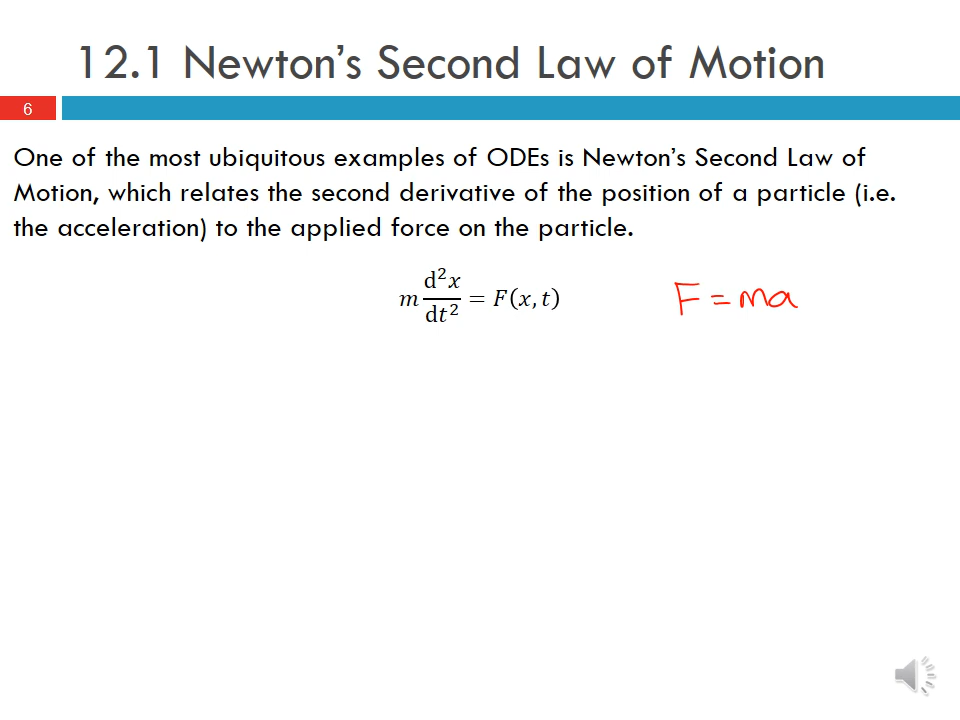 12.1 Newton's Second Law of Motion
6
One of the most ubiquitous examples of ODEs is Newton's Second Law of
Motion, which relates the second derivative of the position of a particle (i.e.
the acceleration) to the applied force on the particle.
m d²x/dt² = F(x, t)
F = ma